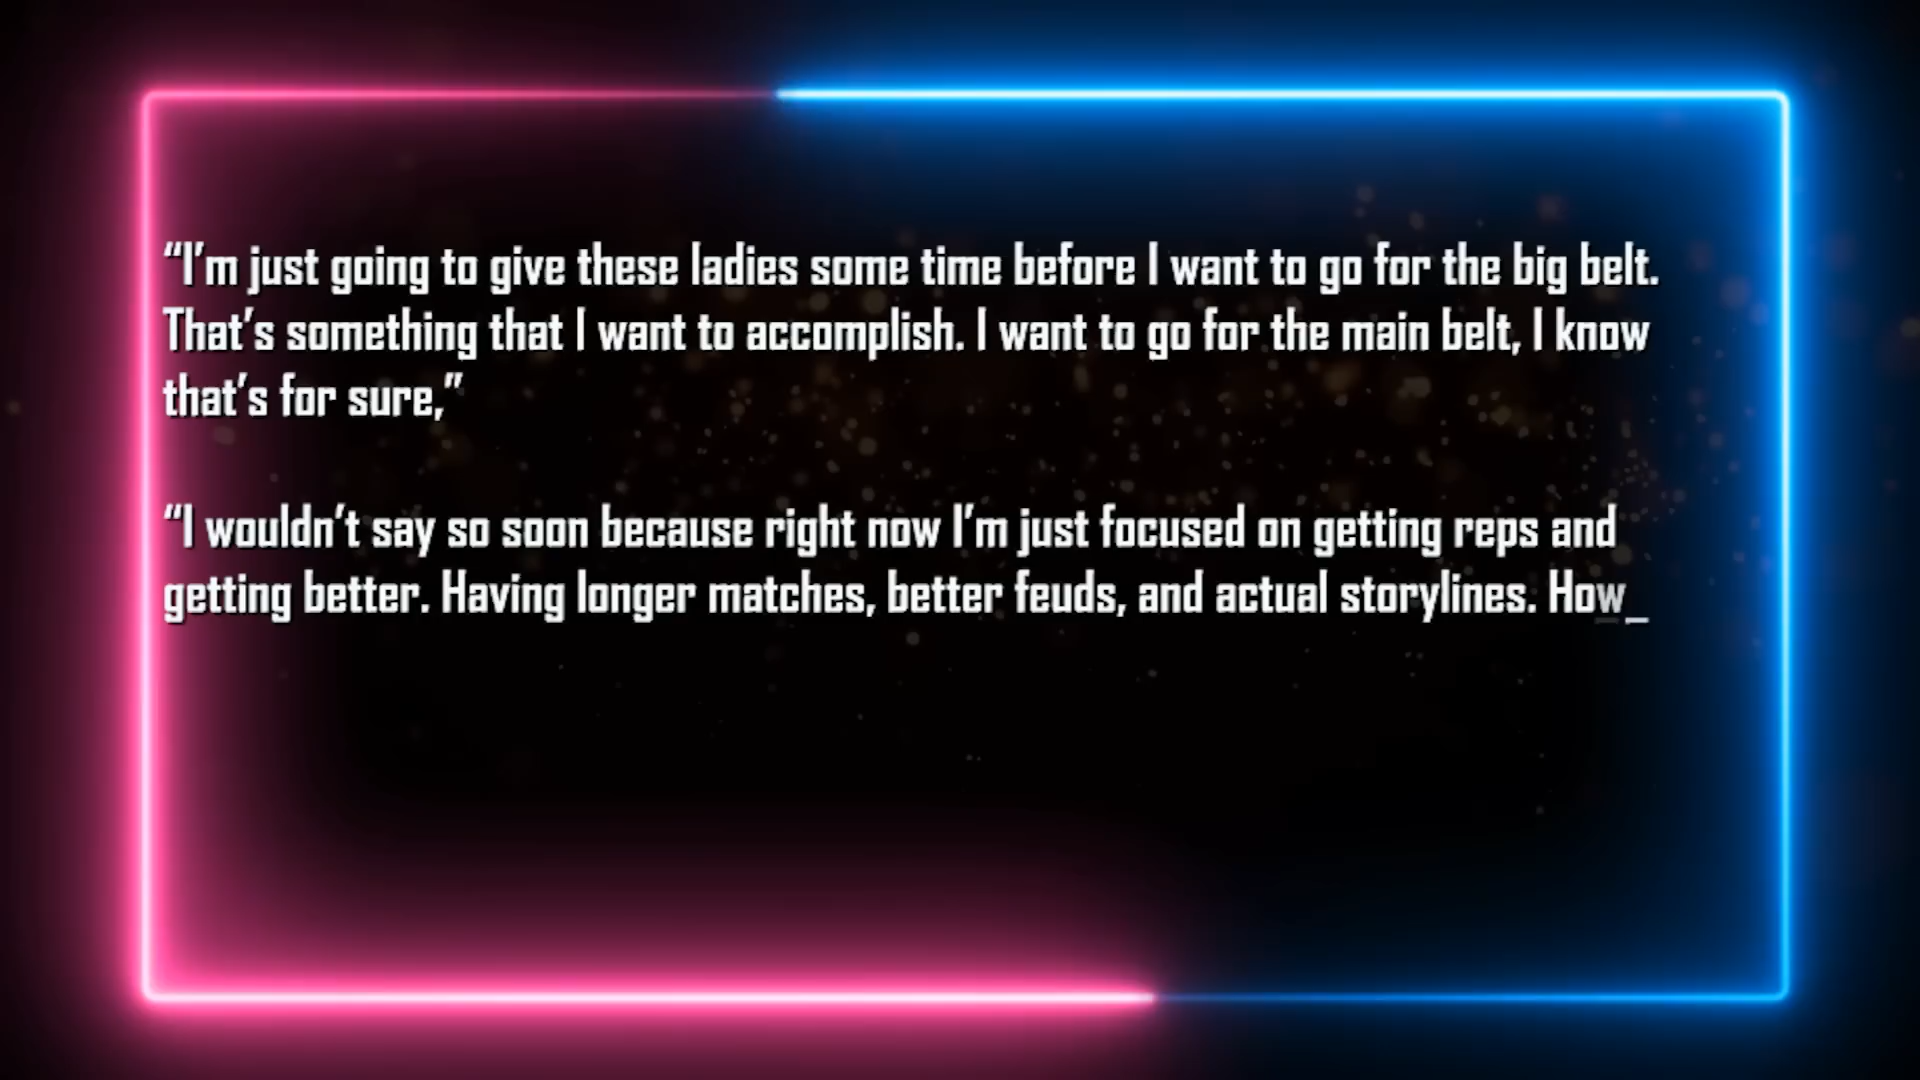 “I’m just going to give these ladies some time before I want to go for the big belt.
That’s something that I want to accomplish. I want to go for the main belt, I know
that’s for sure,”
“I wouldn’t say so soon because right now I’m just focused on getting reps and
getting better. Having longer matches, better feuds, and actual storylines. How_